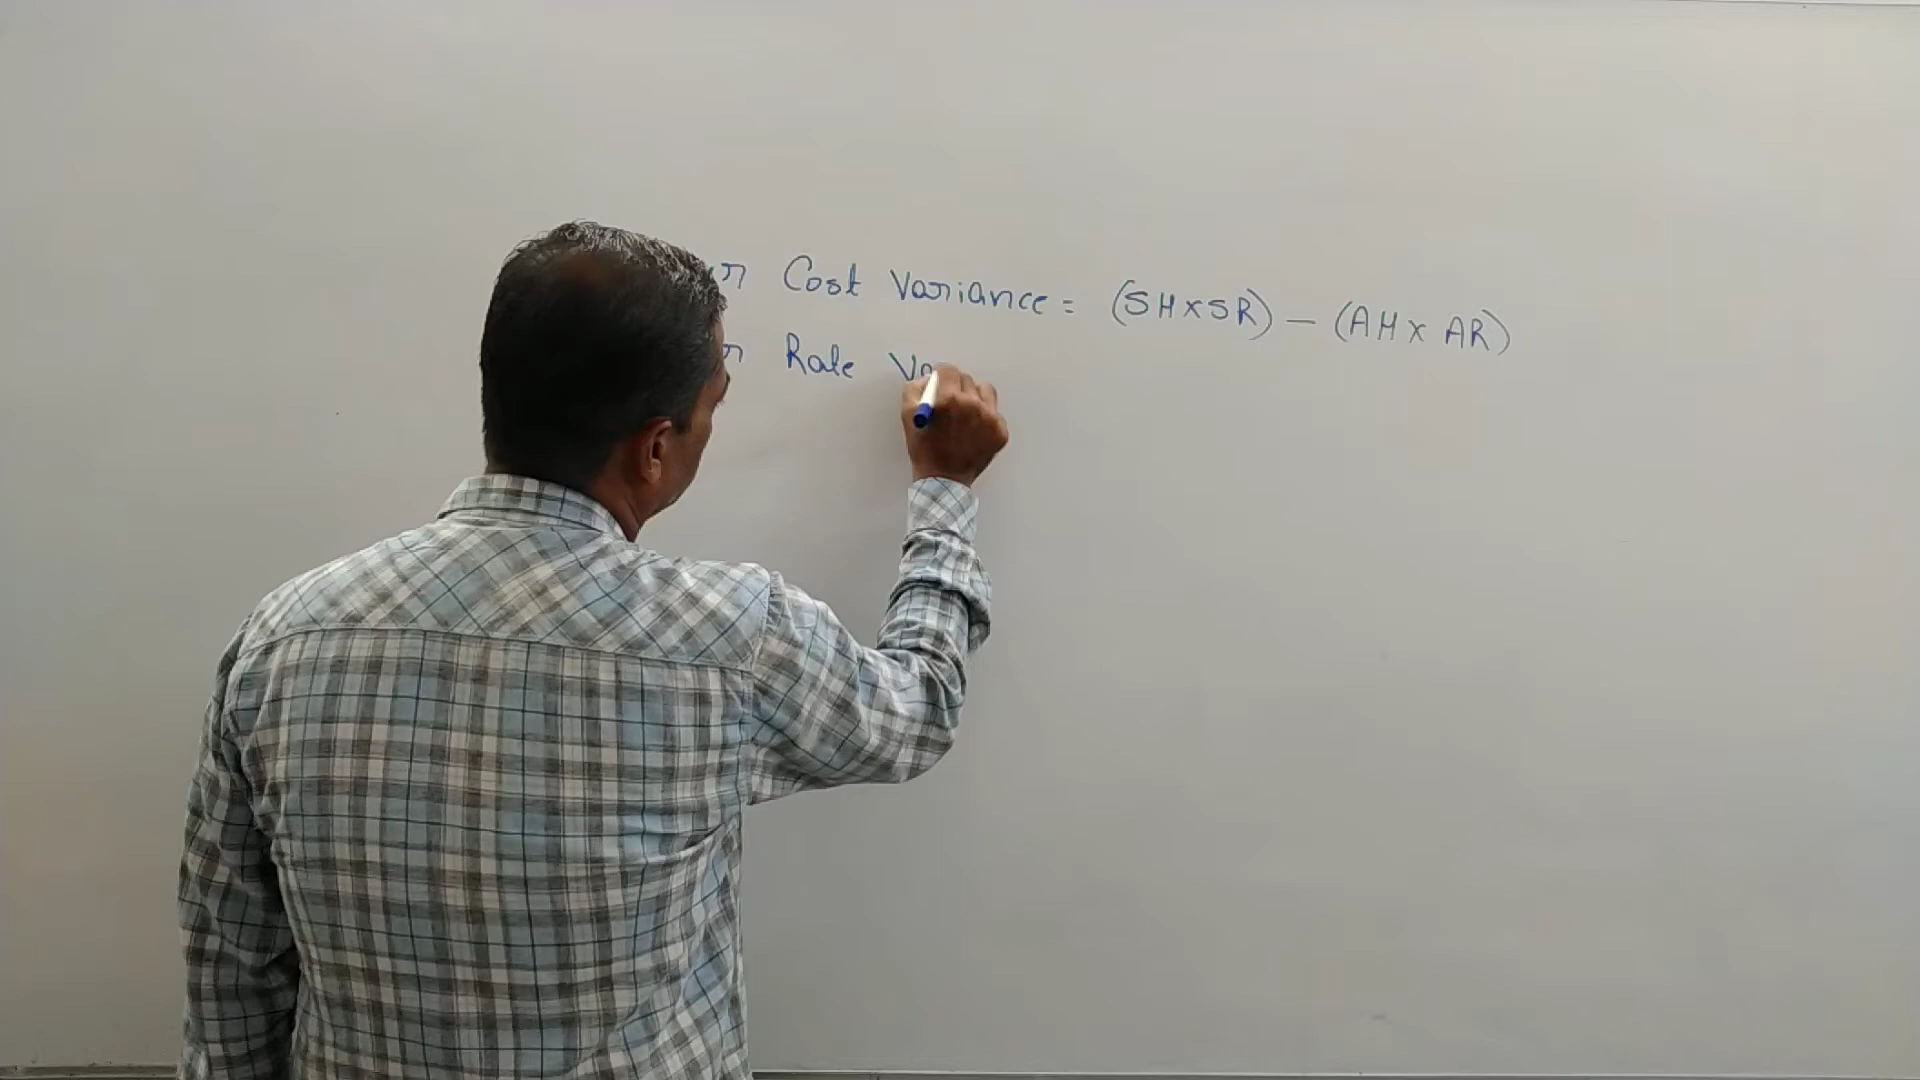 Cost Variance = (SH×SR) – (AH× AR)
Rate